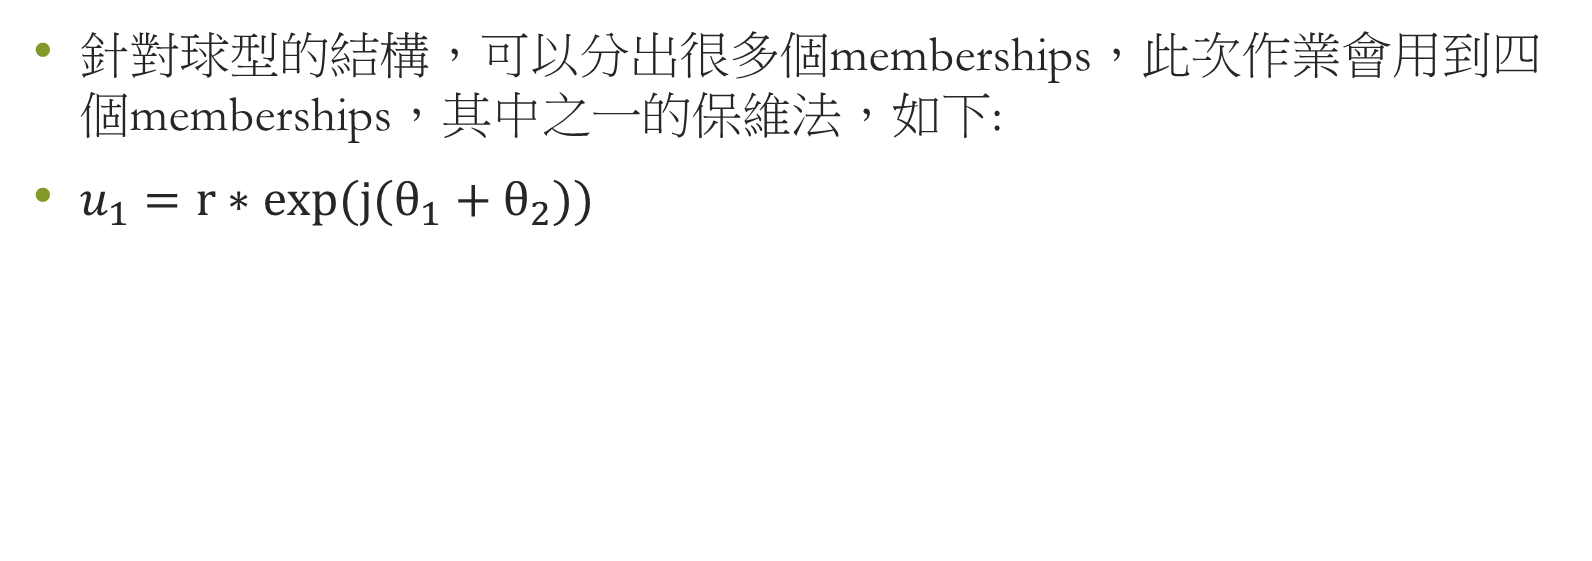 • 針對球型的結構，可以分出很多個memberships，此次作業會用到四
個memberships，其中之一的保維法，如下:
• u₁ = r ∗ exp(j(θ₁ + θ₂))